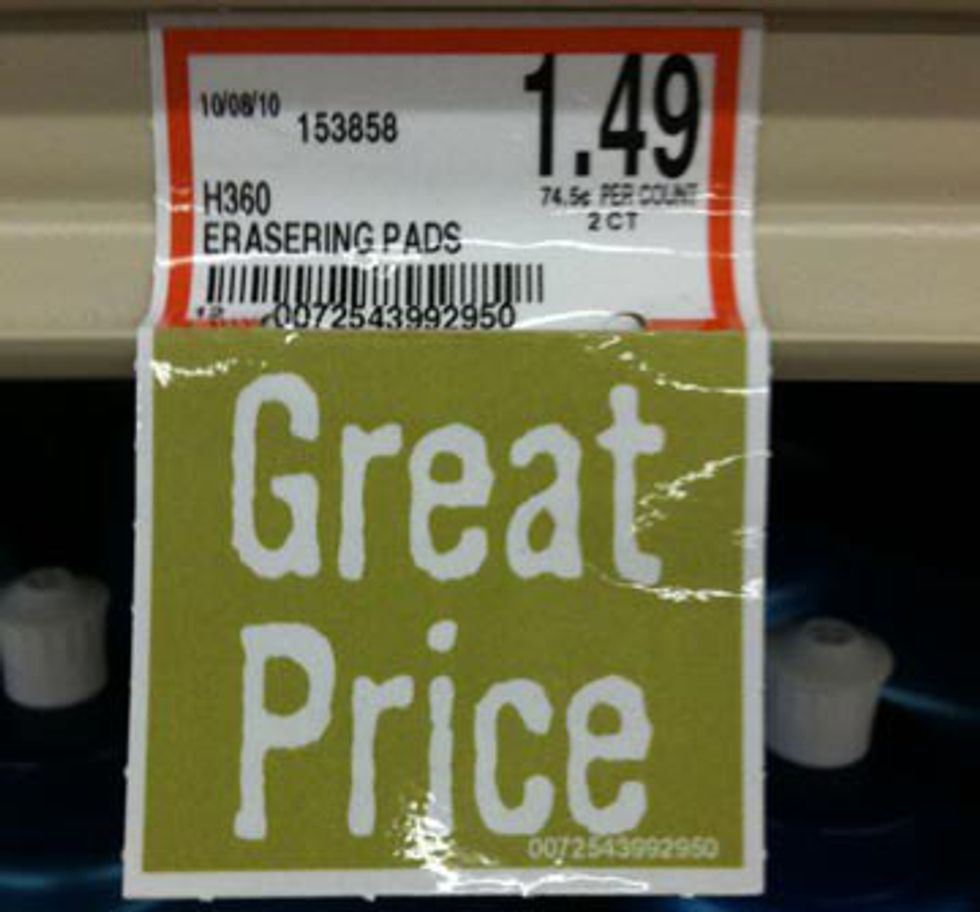 1.49
10/08/10
153858
74.5¢ PER COUNT
2 CT
H360
ERASERING PADS
12
0072543992950
Great
Price
0072543992950